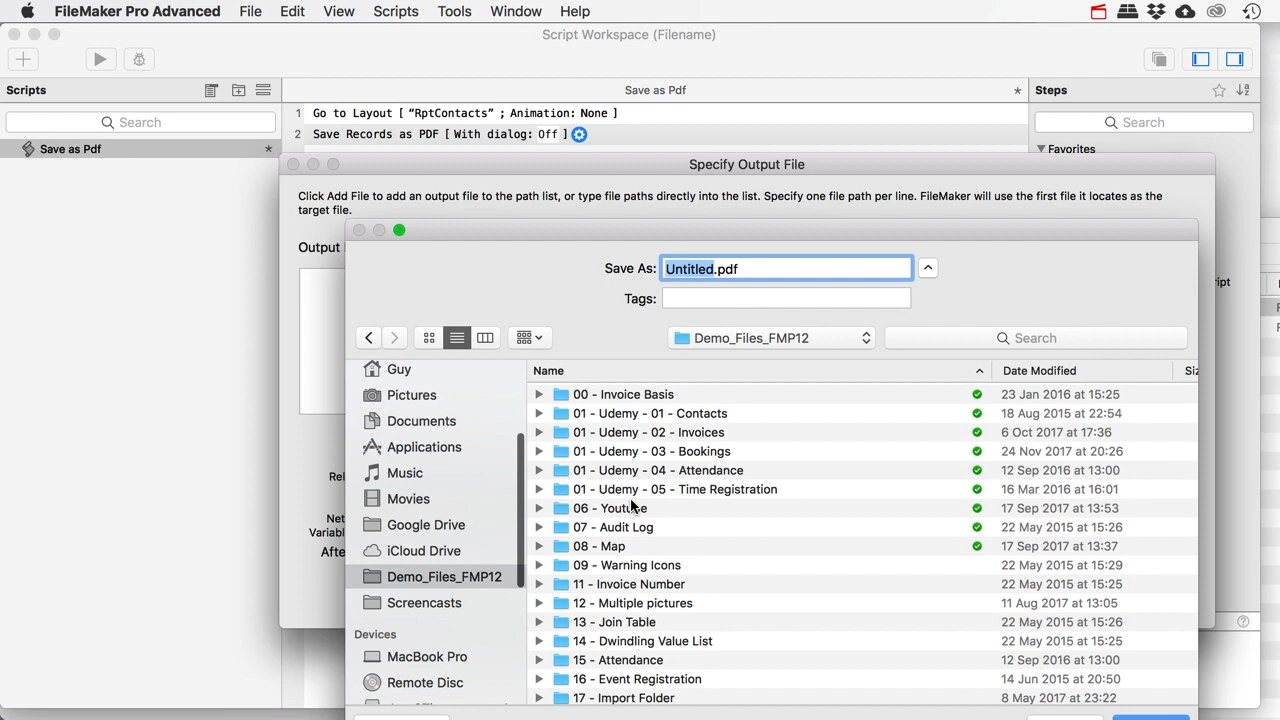 FileMaker Pro Advanced File Edit View Scripts Tools Window Help
Script Workspace (Filename)
Scripts
Save as Pdf
*
Steps
Search
1 Go to Layout [ “RptContacts” ; Animation: None ]
Search
2 Save Records as PDF [ With dialog: Off ]
Save as Pdf *
Favorites
Specify Output File
Click Add File to add an output file to the path list, or type file paths directly into the list. Specify one file path per line. FileMaker will use the first file it locates as the
target file.
Output
Save As: Untitled.pdf
Tags:
Demo_Files_FMP12
Search
Guy
Pictures
Documents
Applications
Music
Movies
Google Drive
iCloud Drive
Demo_Files_FMP12
Screencasts
Devices
MacBook Pro
Remote Disc
Name Date Modified
00 - Invoice Basis 23 Jan 2016 at 15:25
01 - Udemy - 01 - Contacts 18 Aug 2015 at 22:54
01 - Udemy - 02 - Invoices 6 Oct 2017 at 17:36
01 - Udemy - 03 - Bookings 24 Nov 2017 at 20:26
01 - Udemy - 04 - Attendance 12 Sep 2016 at 13:00
01 - Udemy - 05 - Time Registration 16 Mar 2016 at 16:01
06 - Youtube 17 Sep 2017 at 13:53
07 - Audit Log 22 May 2015 at 15:26
08 - Map 17 Sep 2017 at 13:37
09 - Warning Icons 22 May 2015 at 15:29
11 - Invoice Number 22 May 2015 at 15:25
12 - Multiple pictures 11 Aug 2017 at 13:05
13 - Join Table 22 May 2015 at 15:26
14 - Dwindling Value List 22 May 2015 at 15:25
15 - Attendance 12 Sep 2016 at 13:00
16 - Event Registration 14 Jun 2015 at 20:50
17 - Import Folder 8 May 2017 at 23:22